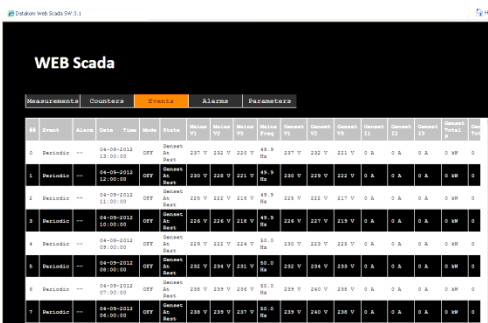 Datakom Web Scada SW 5.1
WEB Scada
Measurements Counters Events Alarms Parameters
## Event Alarm Date Time Mode State Mains V1 Mains V2 Mains V3 Mains Freq Genset V1 Genset V2 Genset V3 Genset I1 Genset I2 Genset I3 Genset Total P
0 Periodic -- 04-09-2012 13:00:00 OFF Genset At Rest 237 V 232 V 220 V 49.9 Hz 237 V 232 V 221 V 0 A 0 A 0 A 0 kW 0
1 Periodic -- 04-09-2012 12:00:00 OFF Genset At Rest 230 V 228 V 221 V 49.9 Hz 230 V 229 V 222 V 0 A 0 A 0 A 0 kW 0
2 Periodic -- 04-09-2012 11:00:00 OFF Genset At Rest 225 V 222 V 216 V 49.9 Hz 225 V 222 V 217 V 0 A 0 A 0 A 0 kW 0
3 Periodic -- 04-09-2012 10:00:00 OFF Genset At Rest 226 V 226 V 218 V 49.9 Hz 226 V 227 V 219 V 0 A 0 A 0 A 0 kW 0
4 Periodic -- 04-09-2012 09:00:00 OFF Genset At Rest 229 V 222 V 224 V 50.0 Hz 230 V 223 V 225 V 0 A 0 A 0 A 0 kW 0
5 Periodic -- 04-09-2012 08:00:00 OFF Genset At Rest 232 V 234 V 231 V 50.0 Hz 232 V 234 V 230 V 0 A 0 A 0 A 0 kW 0
6 Periodic -- 04-09-2012 07:00:00 OFF Genset At Rest 238 V 239 V 236 V 50.0 Hz 239 V 240 V 238 V 0 A 0 A 0 A 0 kW 0
7 Periodic -- 04-09-2012 06:00:00 OFF Genset At Rest 238 V 239 V 237 V 50.0 Hz 239 V 240 V 238 V 0 A 0 A 0 A 0 kW 0